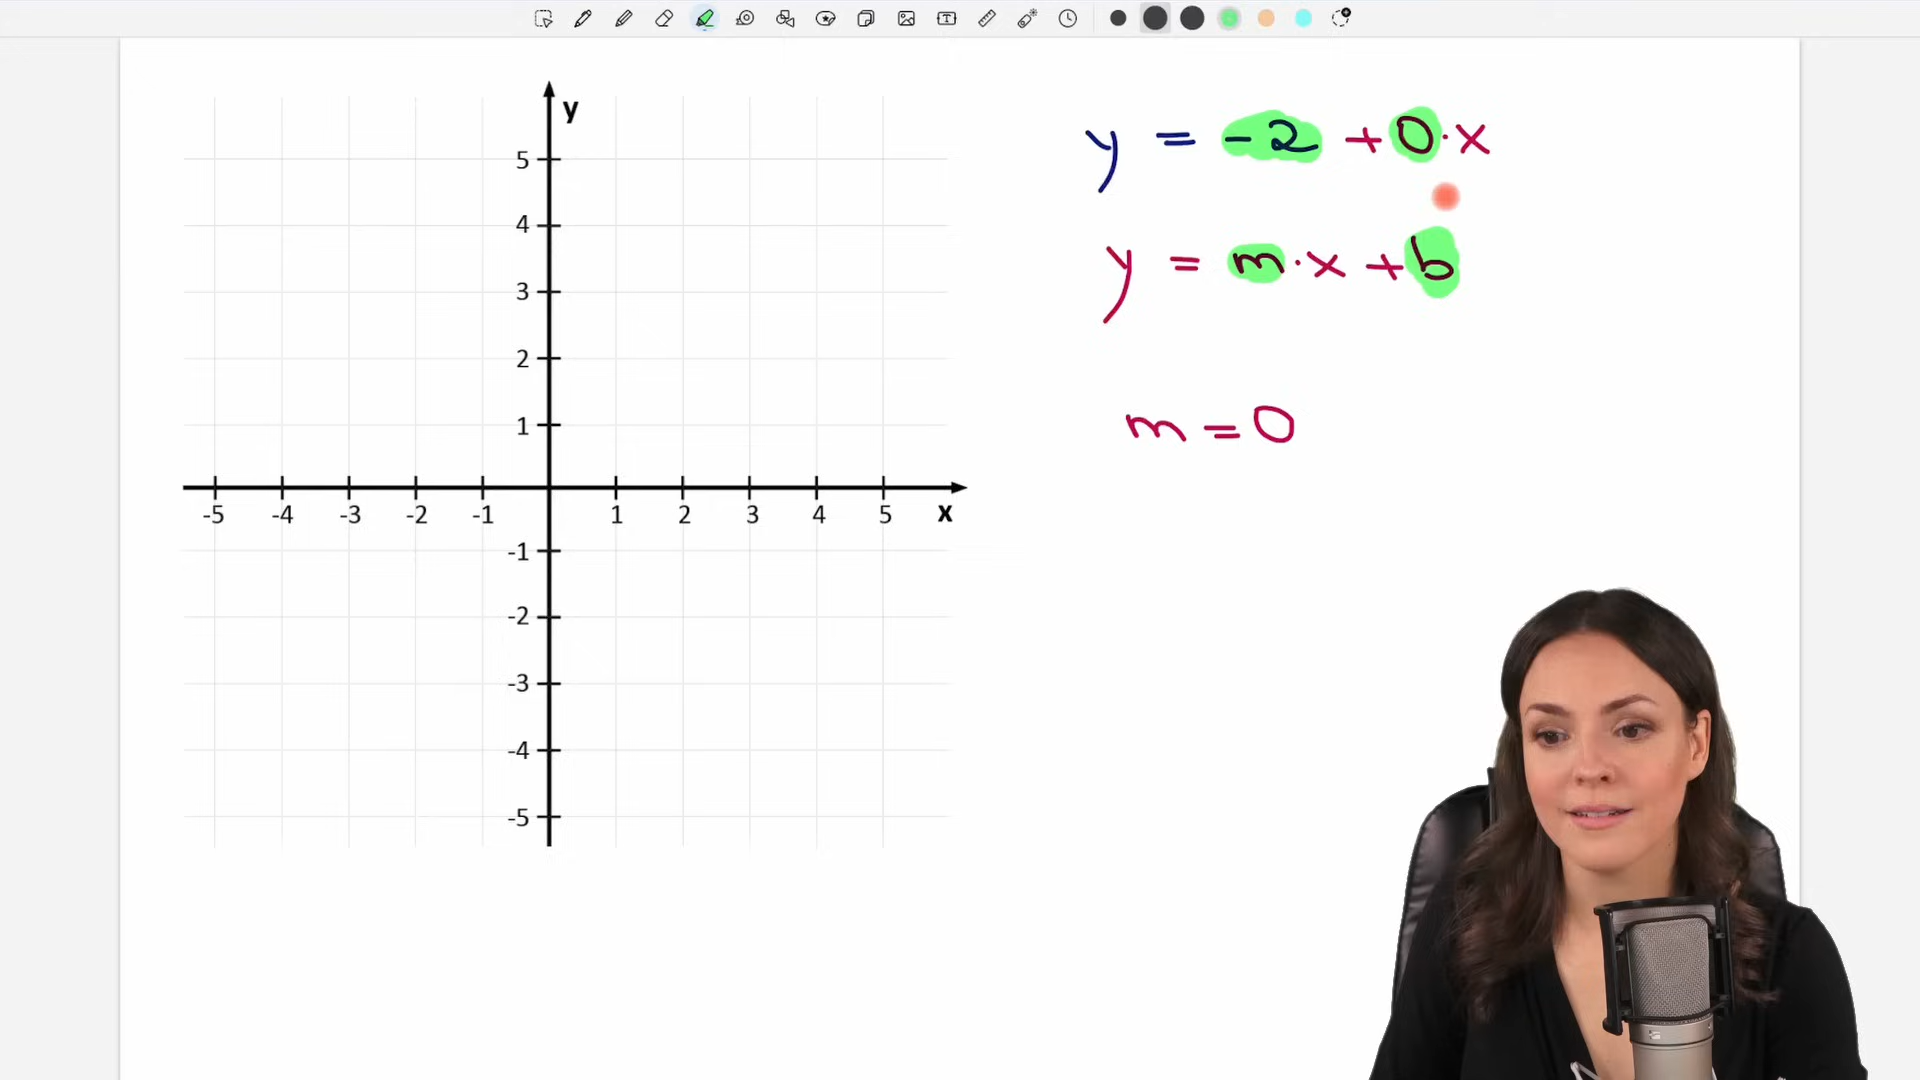 y
5
4
3
2
1
-5 -4 -3 -2 -1 1 2 3 4 5 x
-1
-2
-3
-4
-5
y = -2 + 0·x
y = m·x + b
m = 0